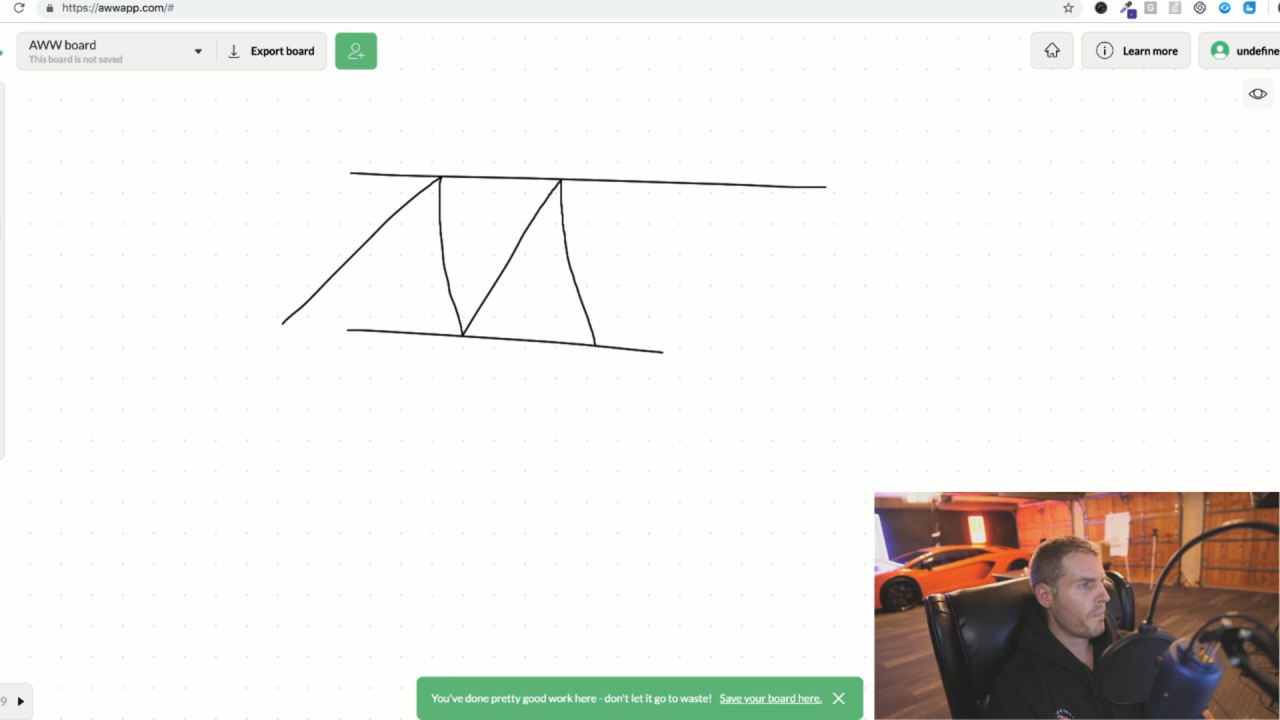 https://awwapp.com/#
AWW board
This board is not saved
Export board
Learn more
undefine
9
You've done pretty good work here - don't let it go to waste! Save your board here.